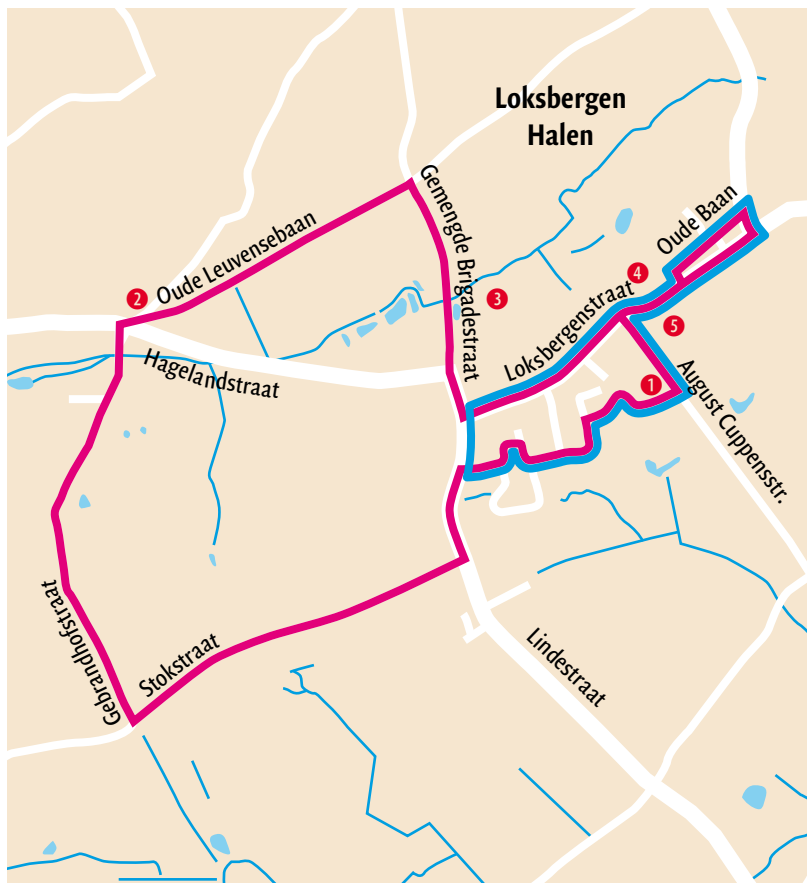 Loksbergen
Halen
Oude Baan
Gemengde Brigadestraat
Oude Leuvensebaan
4
2
3
Loksbergenstraat
5
Hagelandstraat
1
August Cuppensstr.
Gebrandhofstraat
Stokstraat
Lindestraat